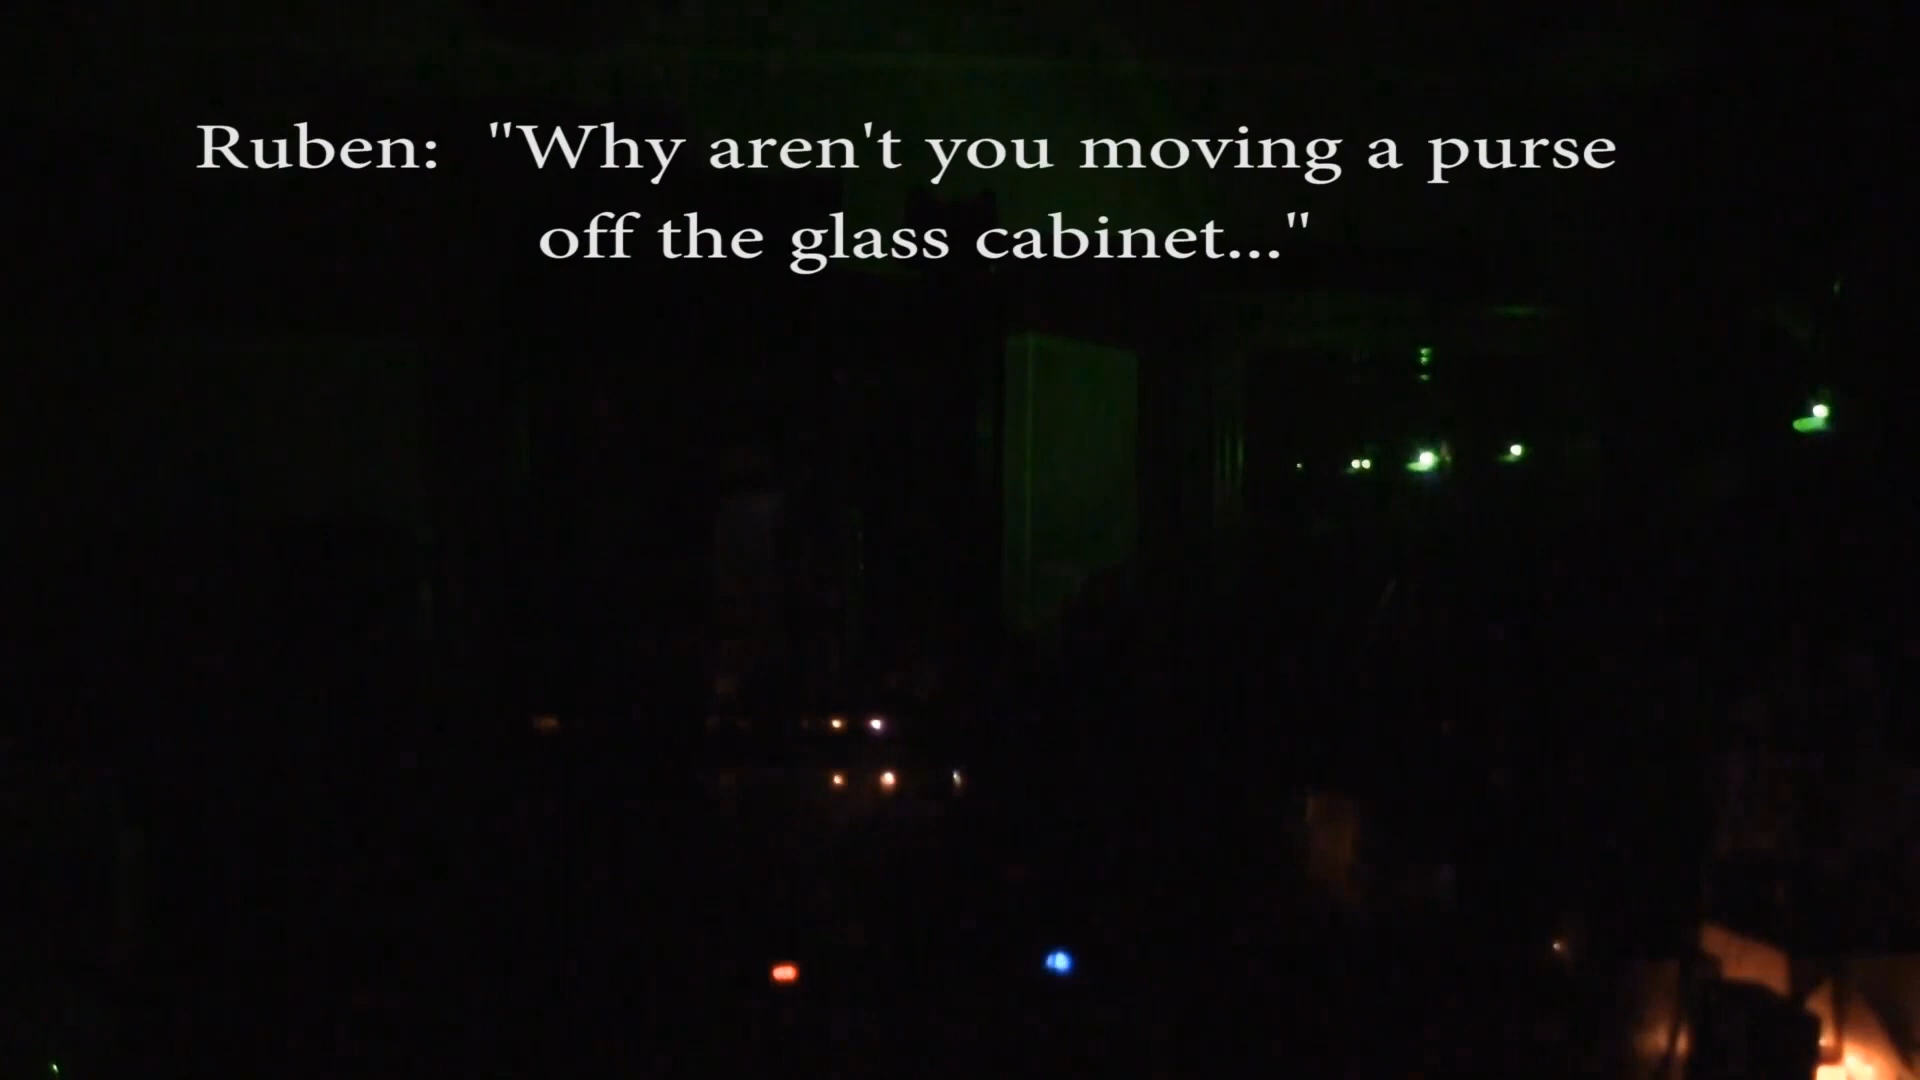 Ruben: "Why aren't you moving a purse
off the glass cabinet..."